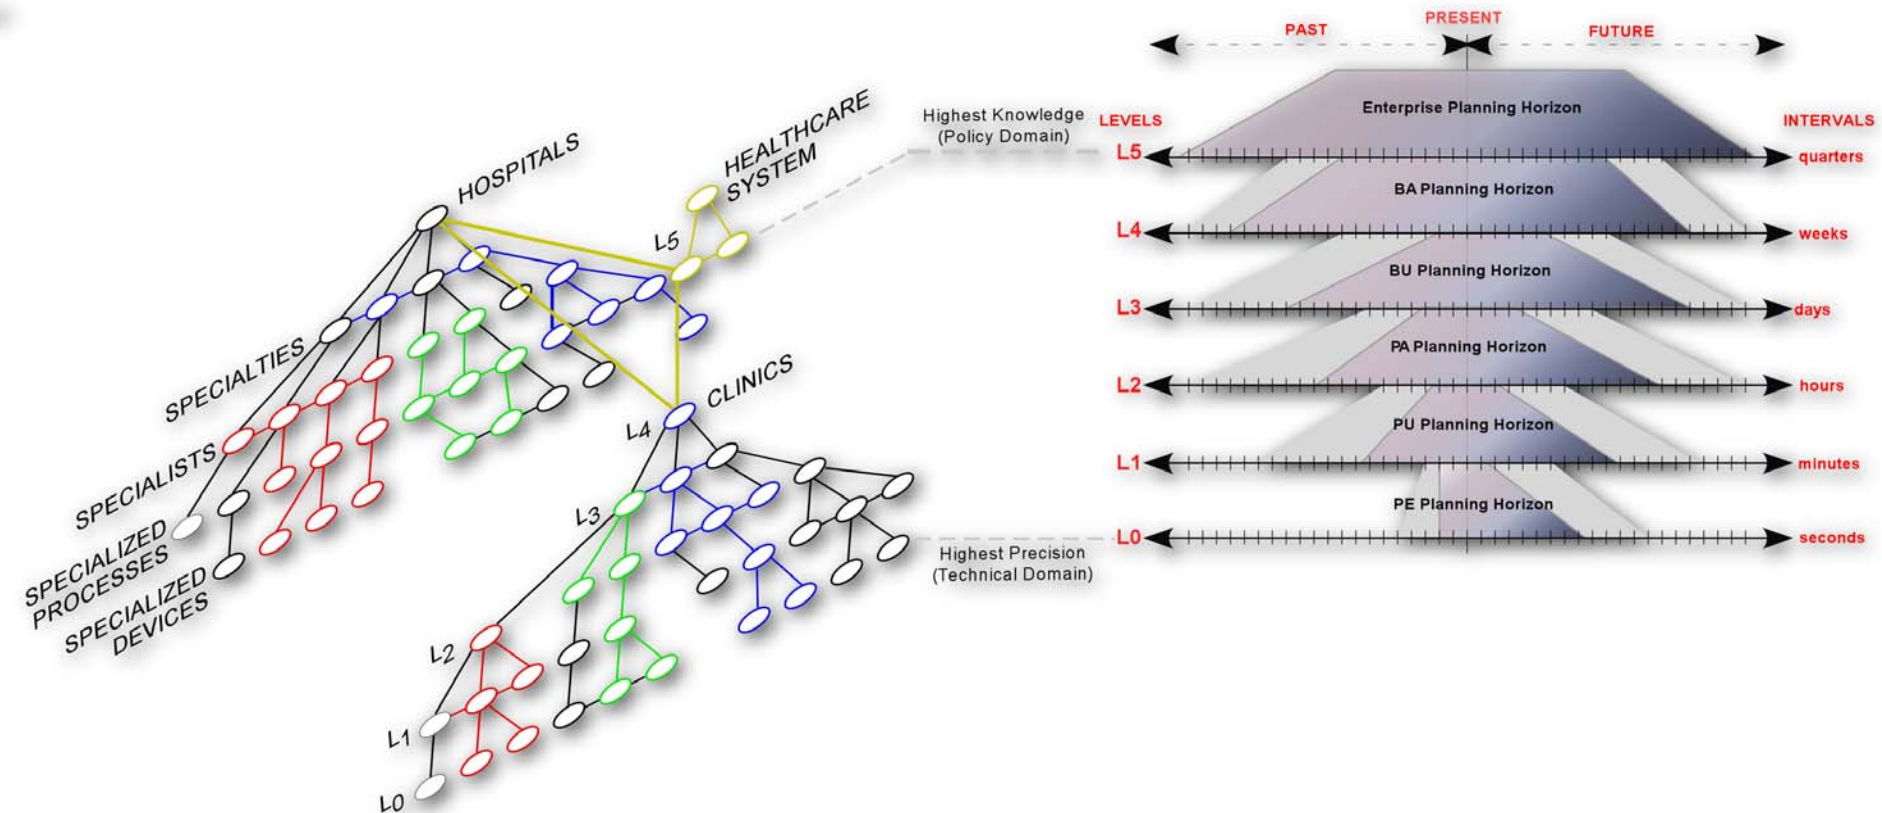 HOSPITALS
HEALTHCARE
SYSTEM
L5
SPECIALTIES
SPECIALISTS
SPECIALIZED
PROCESSES
SPECIALIZED
DEVICES
CLINICS
L4
L3
L2
L1
L0
Highest Knowledge
(Policy Domain)
Highest Precision
(Technical Domain)
PAST
PRESENT
FUTURE
LEVELS
INTERVALS
Enterprise Planning Horizon
L5
quarters
BA Planning Horizon
L4
weeks
BU Planning Horizon
L3
days
PA Planning Horizon
L2
hours
PU Planning Horizon
L1
minutes
PE Planning Horizon
L0
seconds